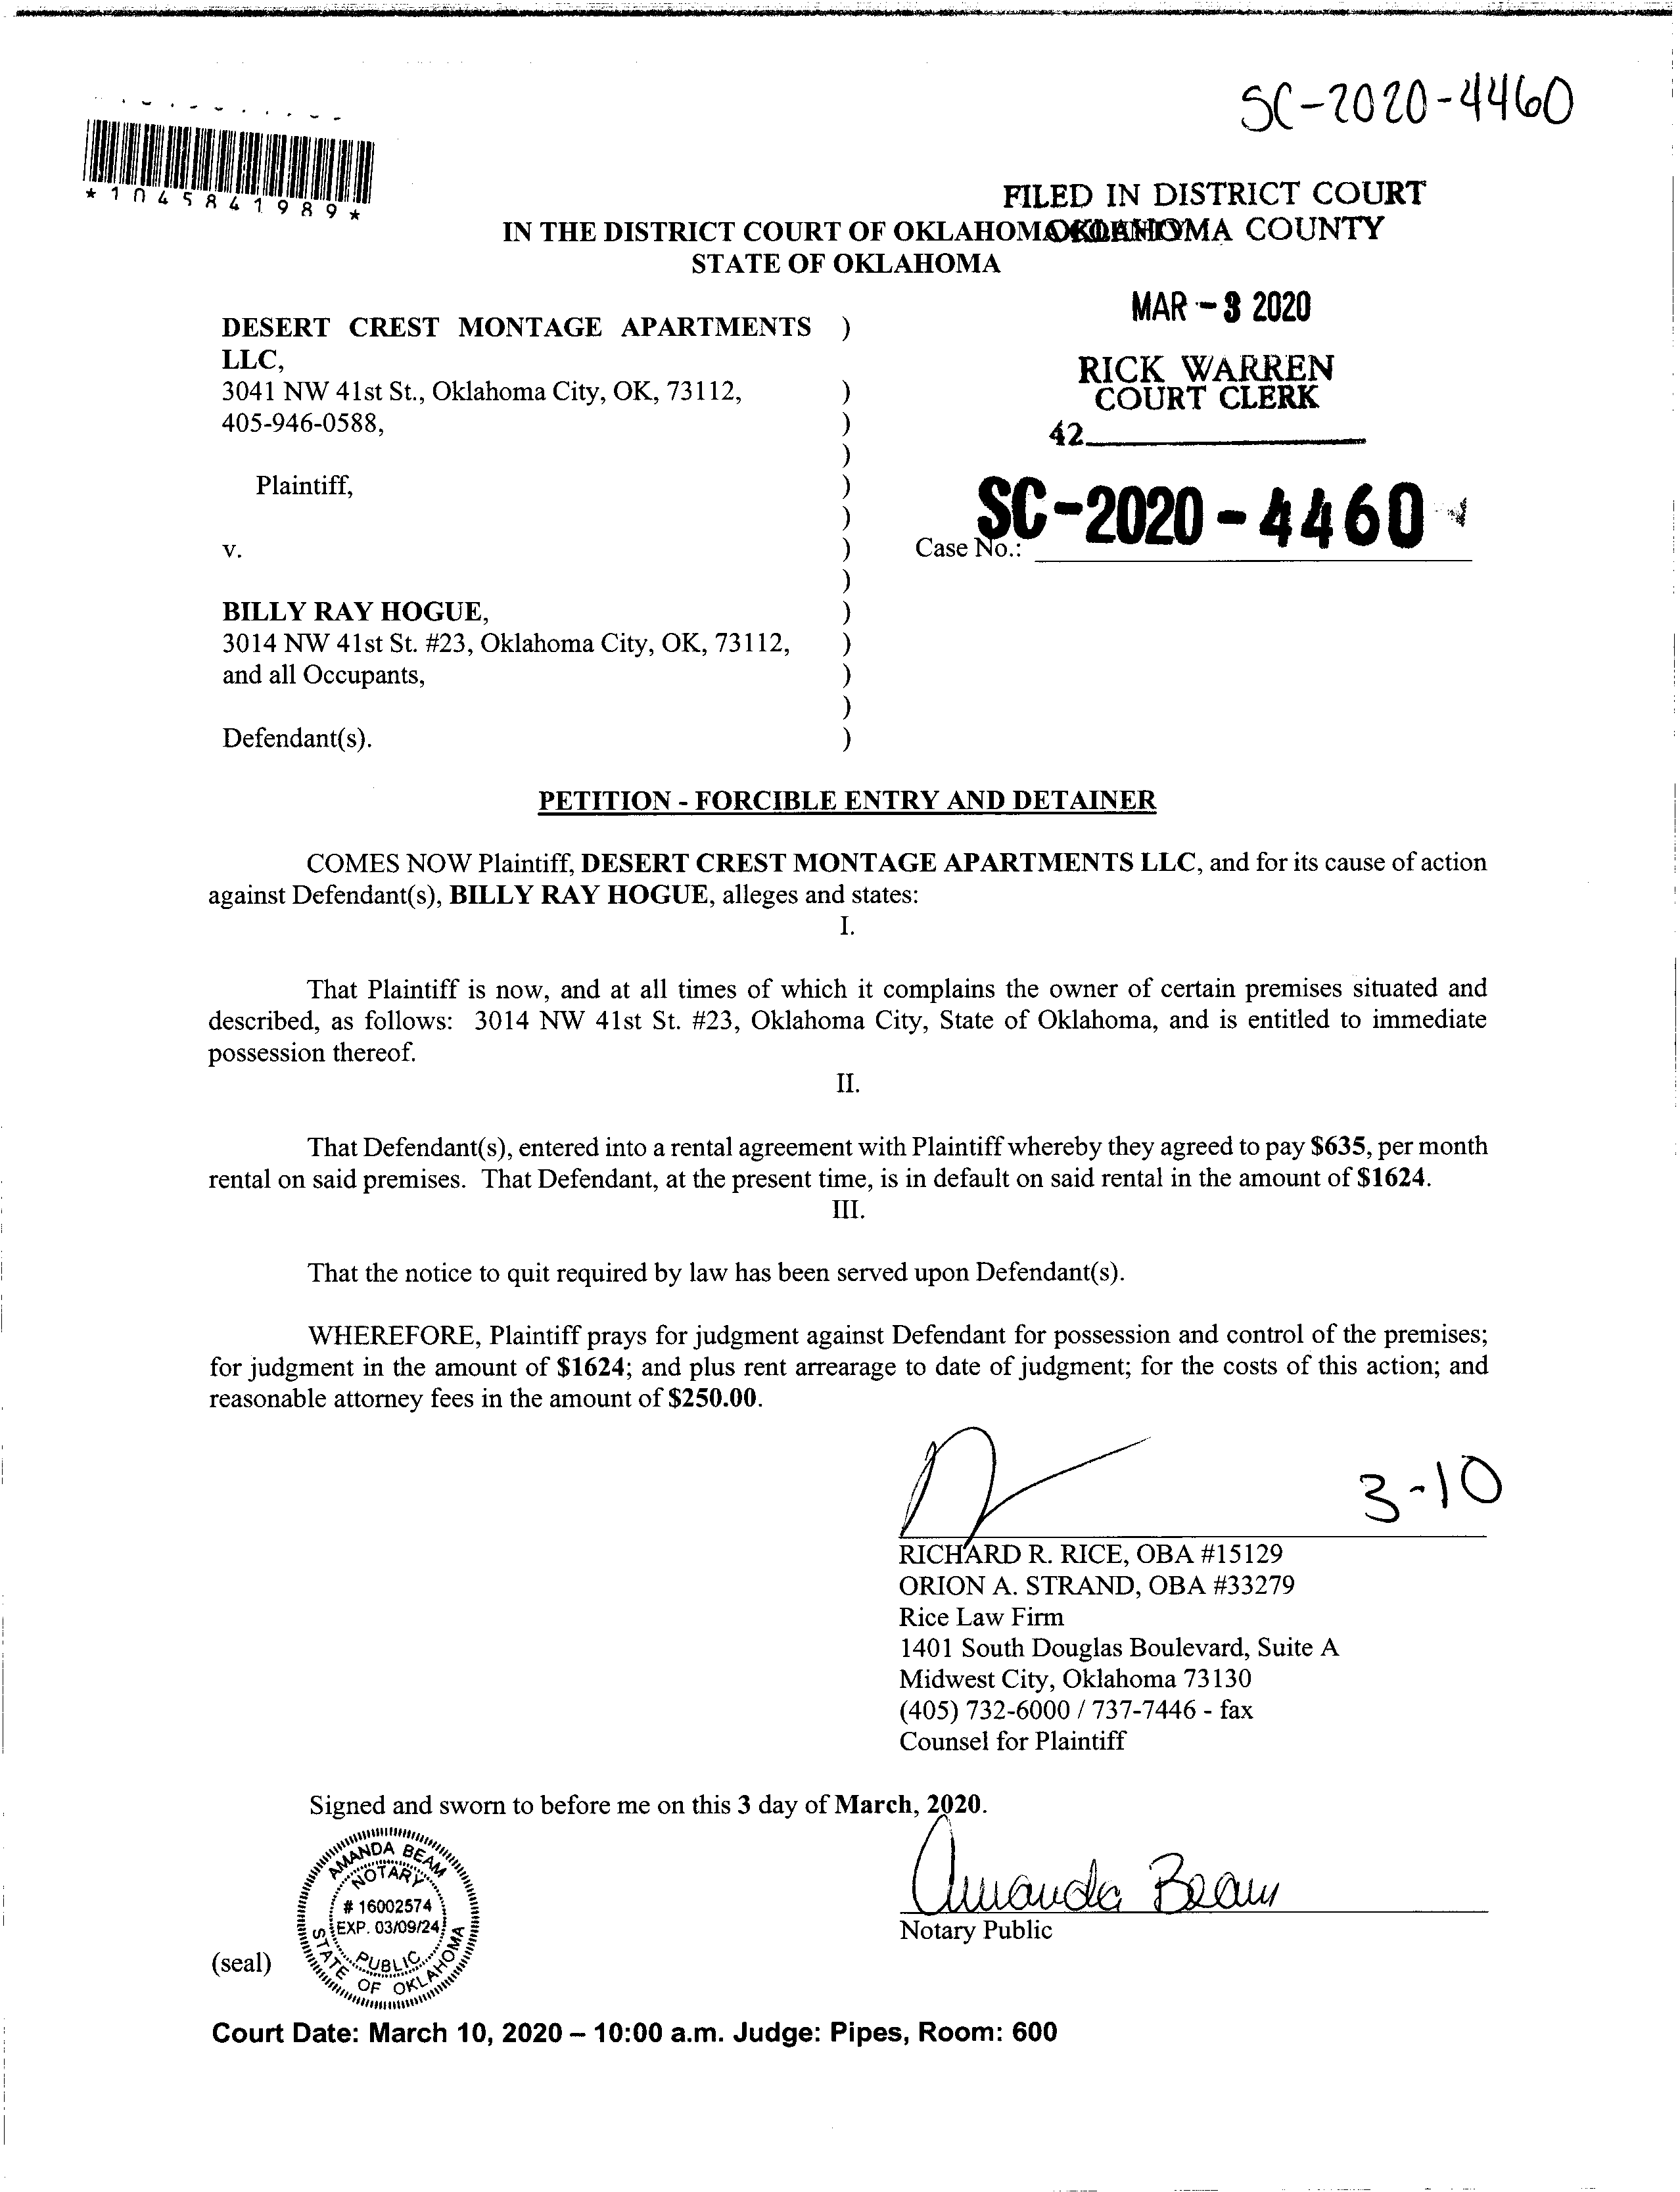 SC-2020-4460
*1045841989*
FILED IN DISTRICT COURT
OKLAHOMA COUNTY
IN THE DISTRICT COURT OF OKLAHOMA COUNTY
STATE OF OKLAHOMA
MAR - 3 2020
RICK WARREN
COURT CLERK
42
DESERT CREST MONTAGE APARTMENTS )
LLC,
3041 NW 41st St., Oklahoma City, OK, 73112, )
405-946-0588, )
)
Plaintiff, )
)
SC-2020-4460
v. ) Case No.:
)
BILLY RAY HOGUE, )
3014 NW 41st St. #23, Oklahoma City, OK, 73112, )
and all Occupants, )
)
Defendant(s). )
PETITION - FORCIBLE ENTRY AND DETAINER
COMES NOW Plaintiff, DESERT CREST MONTAGE APARTMENTS LLC, and for its cause of action
against Defendant(s), BILLY RAY HOGUE, alleges and states:
I.
That Plaintiff is now, and at all times of which it complains the owner of certain premises situated and
described, as follows: 3014 NW 41st St. #23, Oklahoma City, State of Oklahoma, and is entitled to immediate
possession thereof.
II.
That Defendant(s), entered into a rental agreement with Plaintiff whereby they agreed to pay $635, per month
rental on said premises. That Defendant, at the present time, is in default on said rental in the amount of $1624.
III.
That the notice to quit required by law has been served upon Defendant(s).
WHEREFORE, Plaintiff prays for judgment against Defendant for possession and control of the premises;
for judgment in the amount of $1624; and plus rent arrearage to date of judgment; for the costs of this action; and
reasonable attorney fees in the amount of $250.00.
3-10
RICHARD R. RICE, OBA #15129
ORION A. STRAND, OBA #33279
Rice Law Firm
1401 South Douglas Boulevard, Suite A
Midwest City, Oklahoma 73130
(405) 732-6000 / 737-7446 - fax
Counsel for Plaintiff
Signed and sworn to before me on this 3 day of March, 2020.
AMANDA BEAM
NOTARY
# 16002574
EXP. 03/09/24
PUBLIC
STATE OF OKLAHOMA
Amanda Beam
Notary Public
(seal)
Court Date: March 10, 2020 – 10:00 a.m. Judge: Pipes, Room: 600